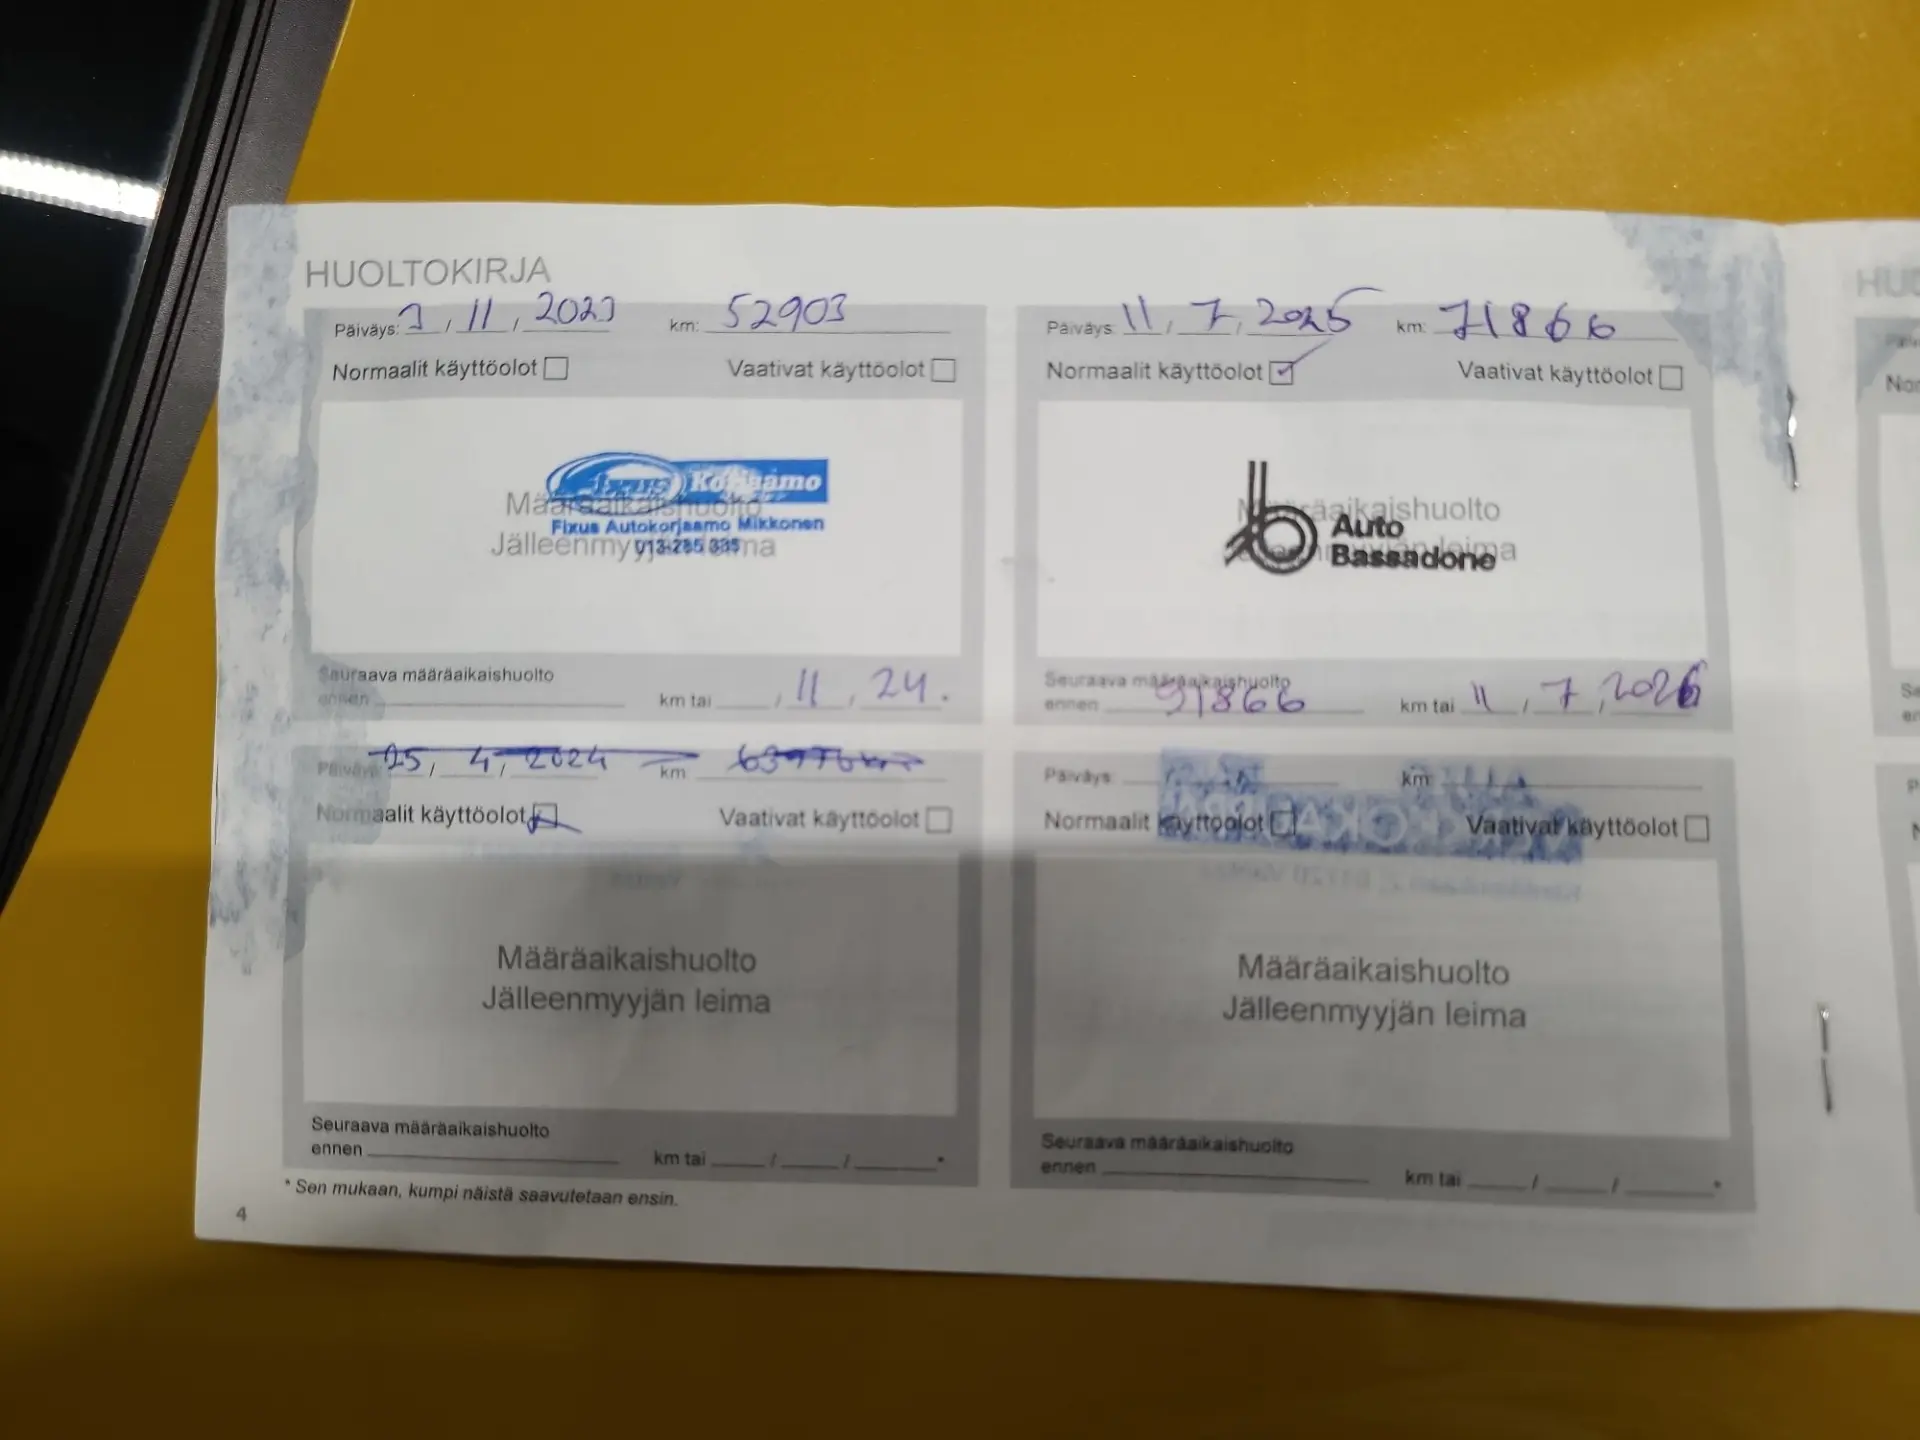 HUOLTOKIRJA
Päiväys: 3 / 11 / 2023 km: 52903
Normaalit käyttöolot Vaativat käyttöolot
Korjaamo
Määräaikaishuolto
Fixus Autokorjaamo Mikkonen
Jälleenmyyjän leima
Seuraava määräaikaishuolto
ennen km tai / 11 / 24.
Päiväys: 11 / 7 / 2025 km: 71866
Normaalit käyttöolot Vaativat käyttöolot
Määräaikaishuolto
Auto
Jälleenmyyjän leima
Bassadone
Seuraava määräaikaishuolto
ennen 91866 km tai 11 / 7 / 2026
Päiväys 25 / 4 / 2024 km 63976 km
Normaalit käyttöolot Vaativat käyttöolot
Määräaikaishuolto
Jälleenmyyjän leima
Seuraava määräaikaishuolto
ennen km tai / / *
Päiväys km
Normaalit käyttöolot Vaativat käyttöolot
Määräaikaishuolto
Jälleenmyyjän leima
Seuraava määräaikaishuolto
ennen km tai / / *
* Sen mukaan, kumpi näistä saavutetaan ensin.
4